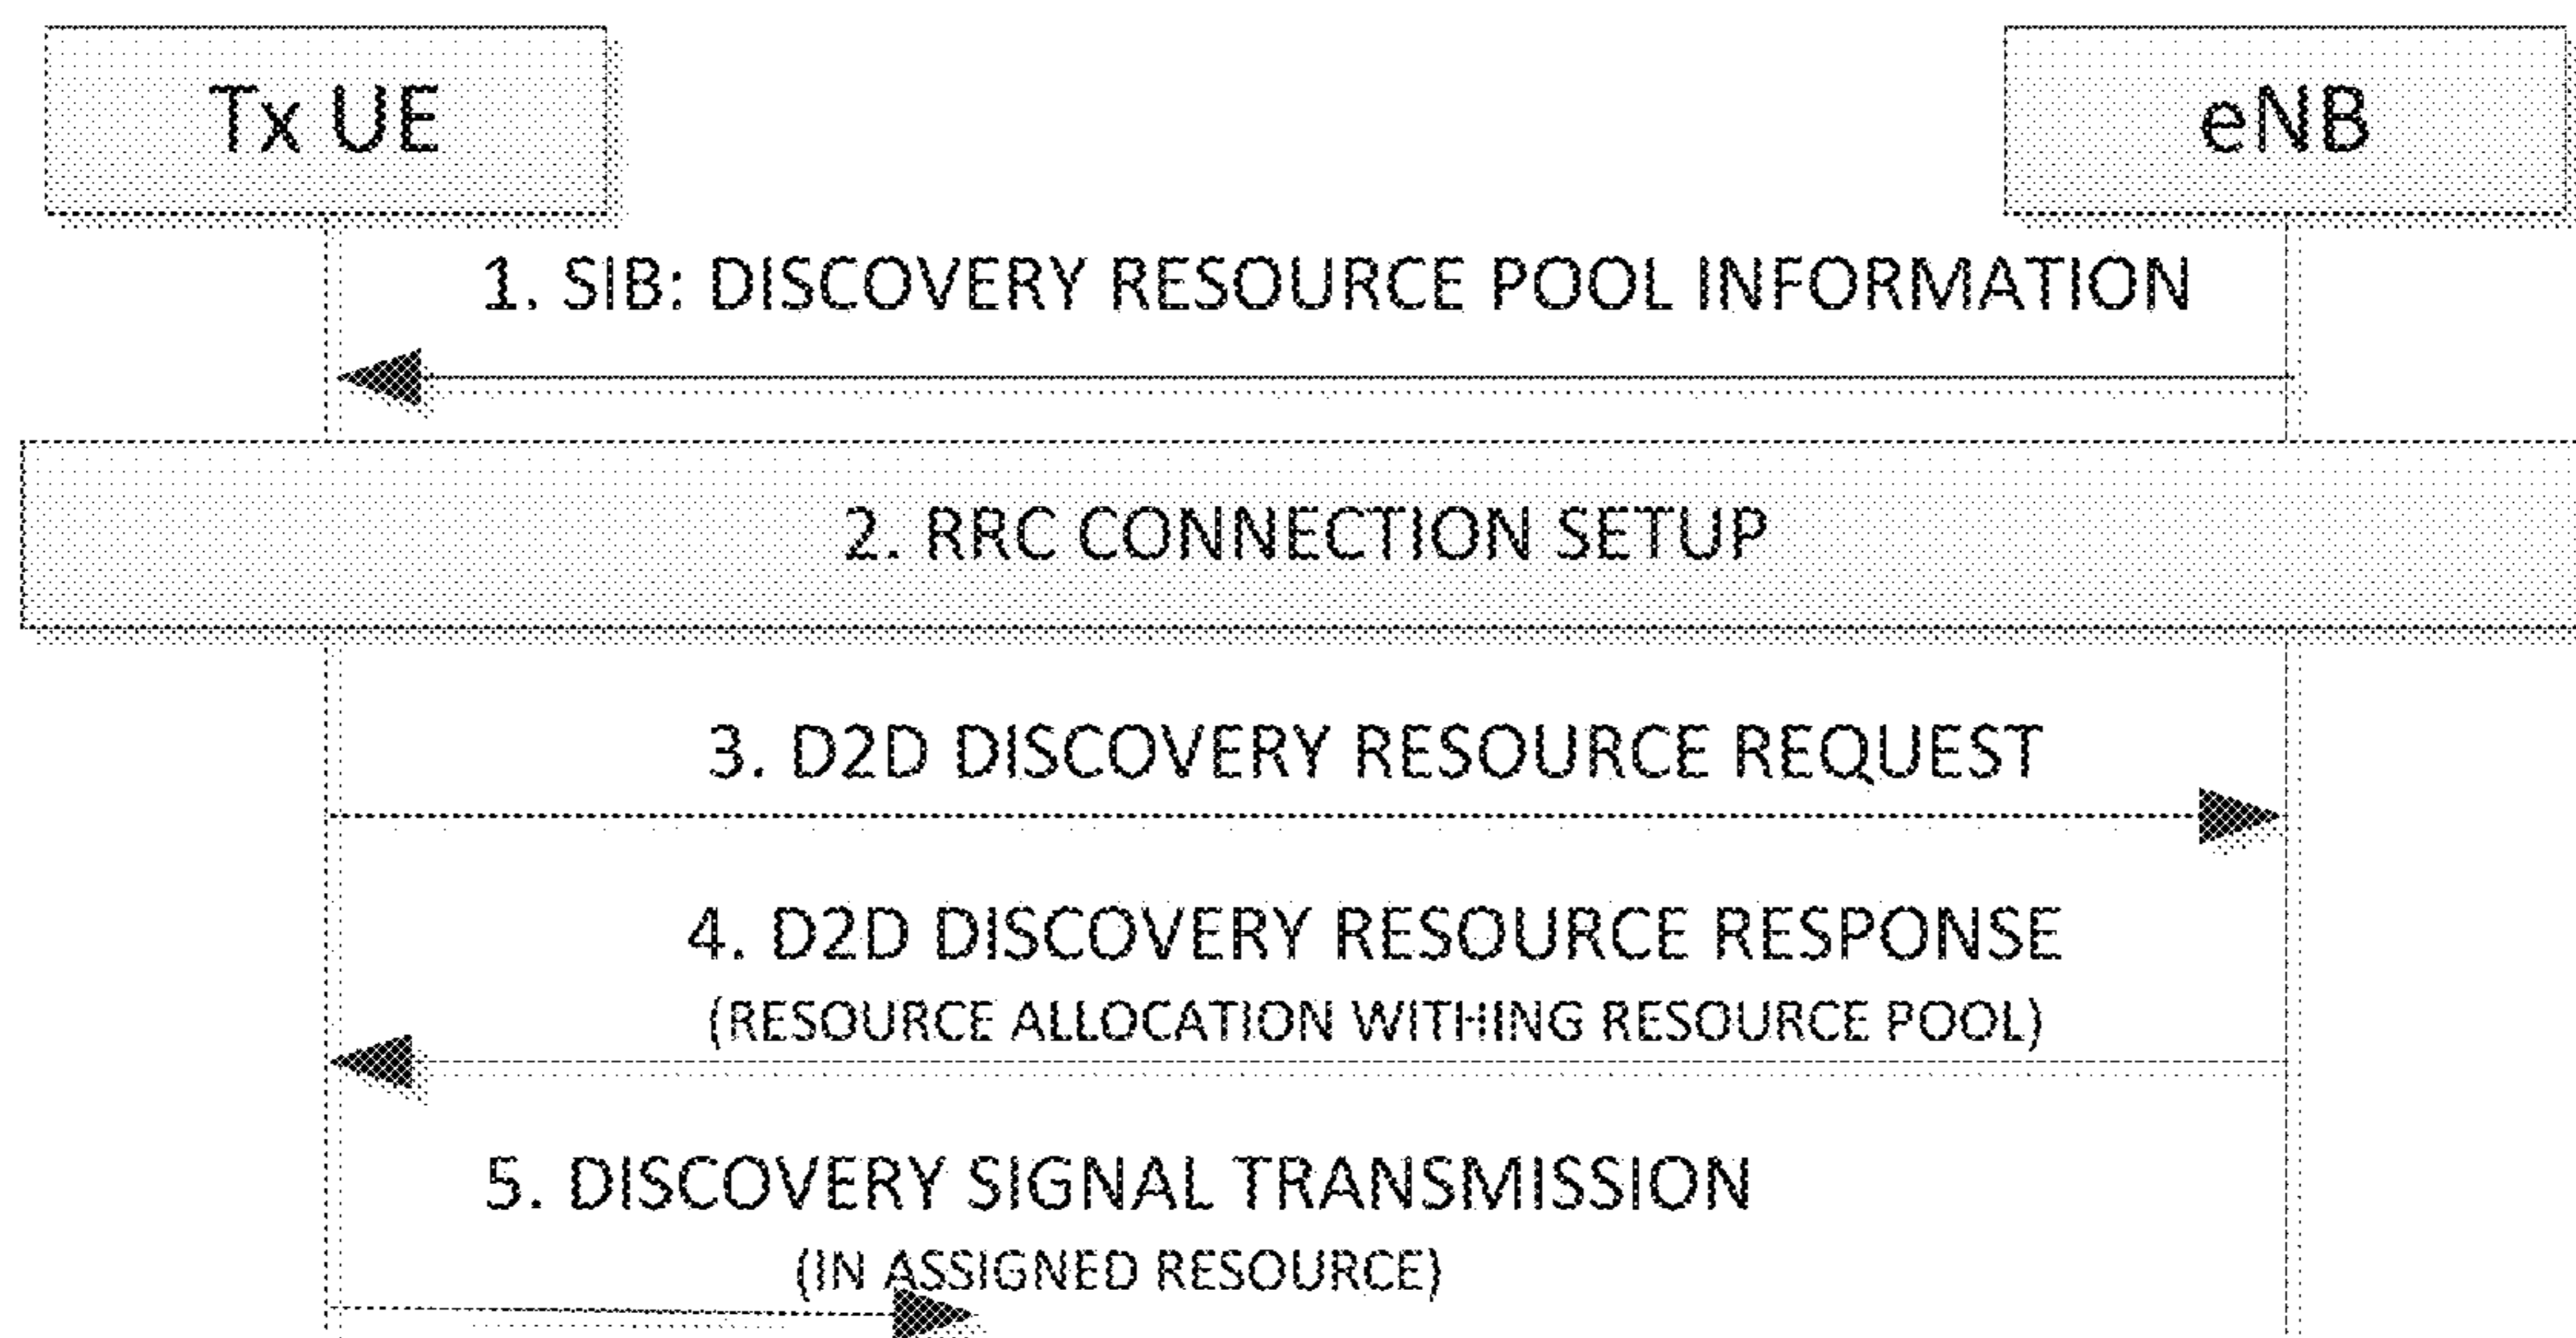 Tx UE
eNB
1. SIB: DISCOVERY RESOURCE POOL INFORMATION
2. RRC CONNECTION SETUP
3. D2D DISCOVERY RESOURCE REQUEST
4. D2D DISCOVERY RESOURCE RESPONSE
(RESOURCE ALLOCATION WITHING RESOURCE POOL)
5. DISCOVERY SIGNAL TRANSMISSION
(IN ASSIGNED RESOURCE)